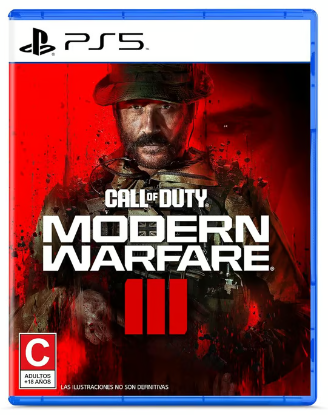 PS5
CALL OF DUTY
MODERN
WARFARE®
III
C
ADULTOS
+18 AÑOS
LAS ILUSTRACIONES NO SON DEFINITIVAS